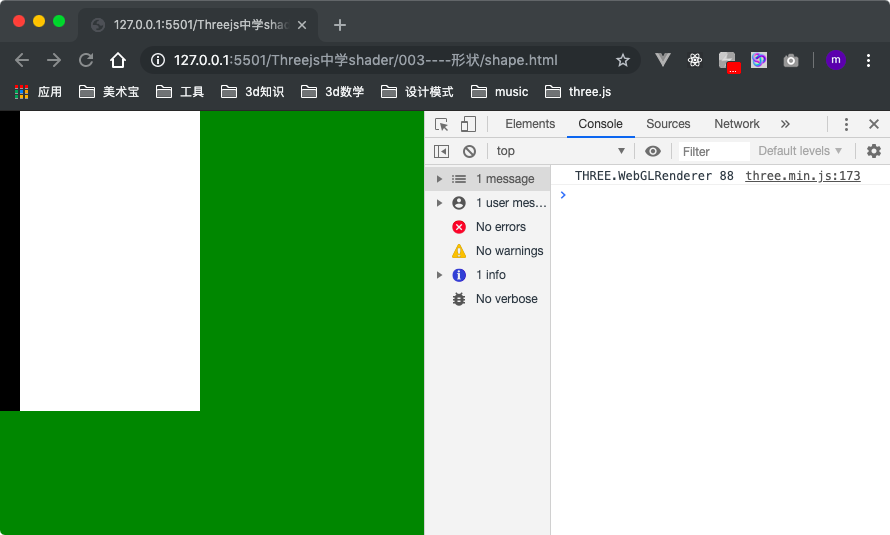 127.0.0.1:5501/Threejs中学shad
127.0.0.1:5501/Threejs中学shader/003----形状/shape.html
m
应用 美术宝 工具 3d知识 3d数学 设计模式 music three.js
Elements Console Sources Network
top Filter Default levels
1 message
1 user mes…
No errors
No warnings
1 info
No verbose
THREE.WebGLRenderer 88 three.min.js:173